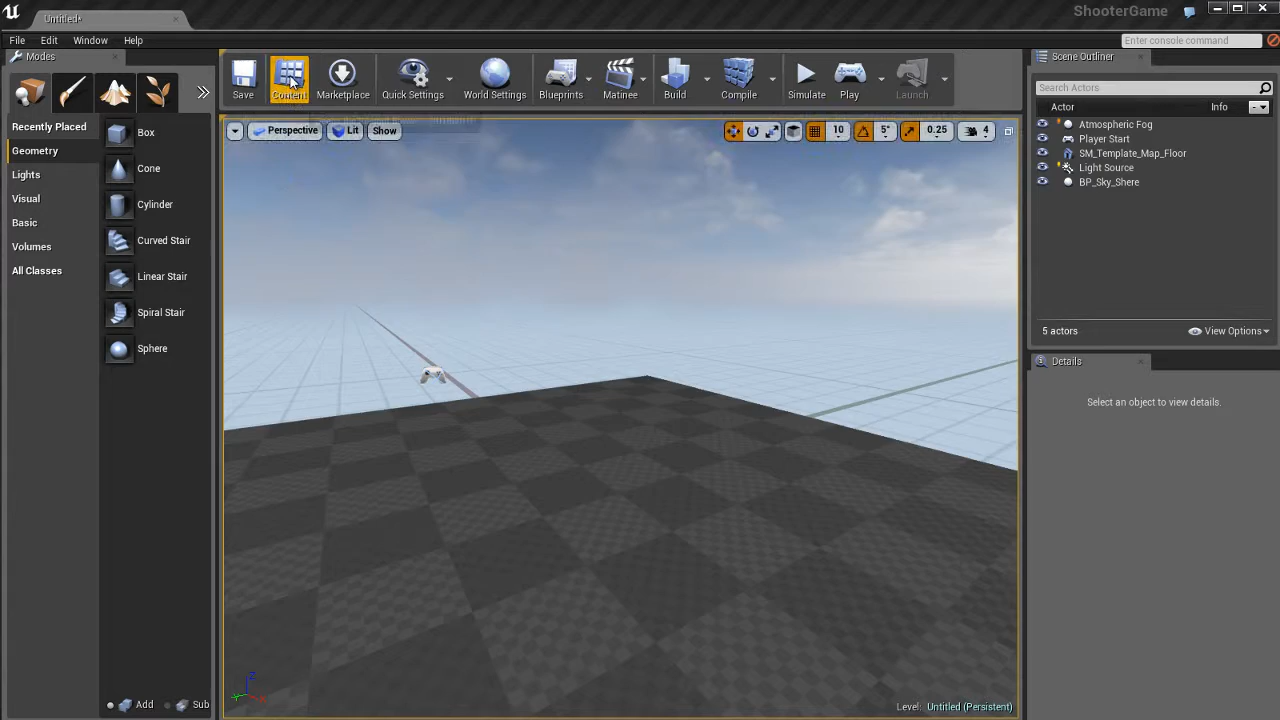 Untitled*
ShooterGame
File Edit Window Help
Enter console command
Modes
Save
Content
Marketplace
Quick Settings
World Settings
Blueprints
Matinee
Build
Compile
Simulate
Play
Launch
Recently Placed
Geometry
Lights
Visual
Basic
Volumes
All Classes
Box
Cone
Cylinder
Curved Stair
Linear Stair
Spiral Stair
Sphere
Add Sub
Perspective Lit Show
10 5° 0.25 4
Z
X
Level: Untitled (Persistent)
Scene Outliner
Search Actors
Actor Info
Atmospheric Fog
Player Start
SM_Template_Map_Floor
Light Source
BP_Sky_Shere
5 actors View Options
Details
Select an object to view details.